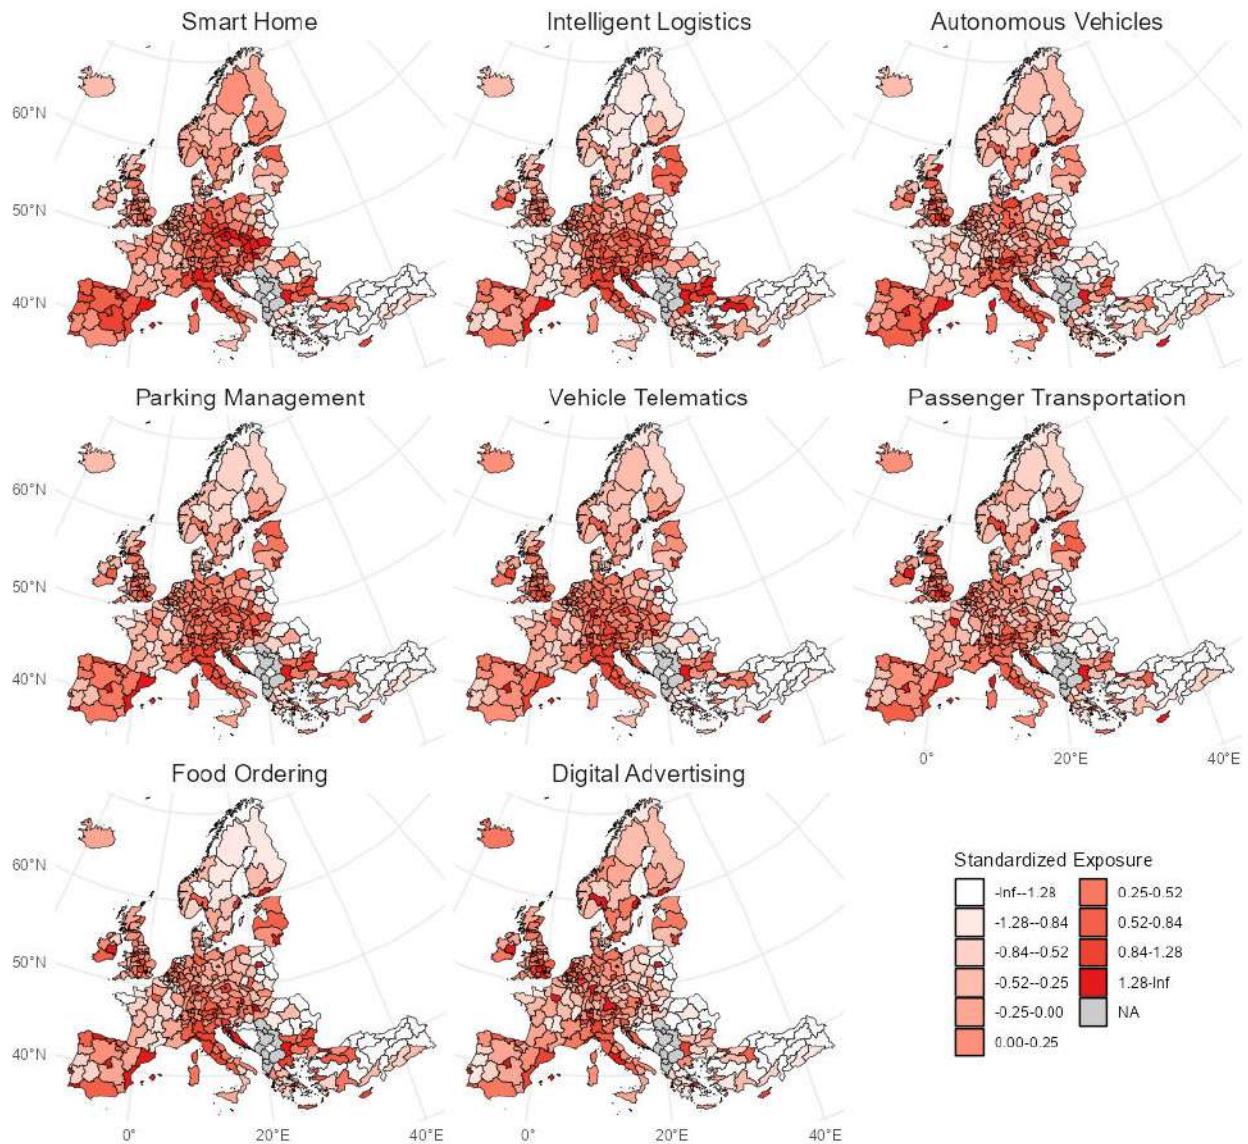 Smart Home
Intelligent Logistics
Autonomous Vehicles
60°N
50°N
40°N
Parking Management
Vehicle Telematics
Passenger Transportation
60°N
50°N
40°N
0°
20°E
40°E
Food Ordering
Digital Advertising
60°N
50°N
40°N
0°
20°E
40°E
0°
20°E
40°E
Standardized Exposure
-Inf--1.28
-1.28--0.84
-0.84--0.52
-0.52--0.25
-0.25-0.00
0.00-0.25
0.25-0.52
0.52-0.84
0.84-1.28
1.28-Inf
NA